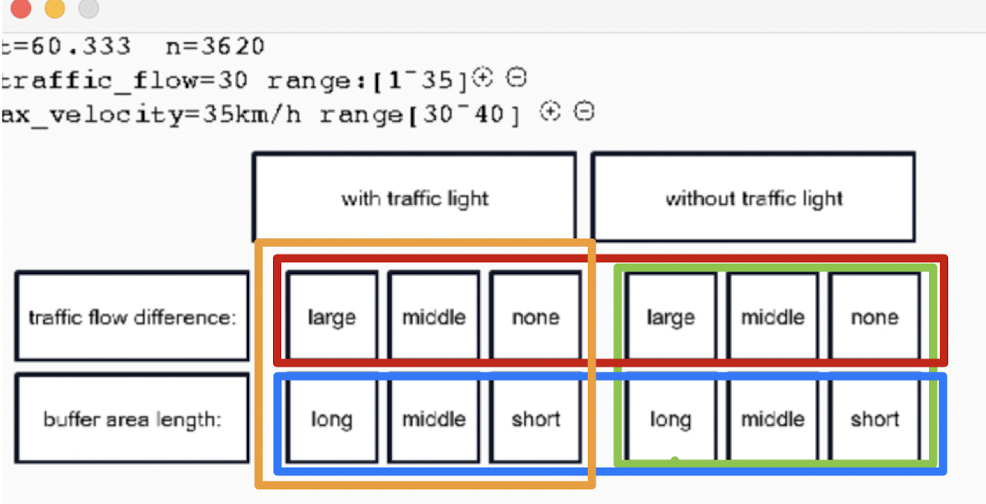 t=60.333 n=3620
traffic_flow=30 range:[1~35]⊕ ⊖
ax_velocity=35km/h range[30~40] ⊕ ⊖
with traffic light without traffic light
traffic flow difference: large middle none large middle none
buffer area length: long middle short long middle short